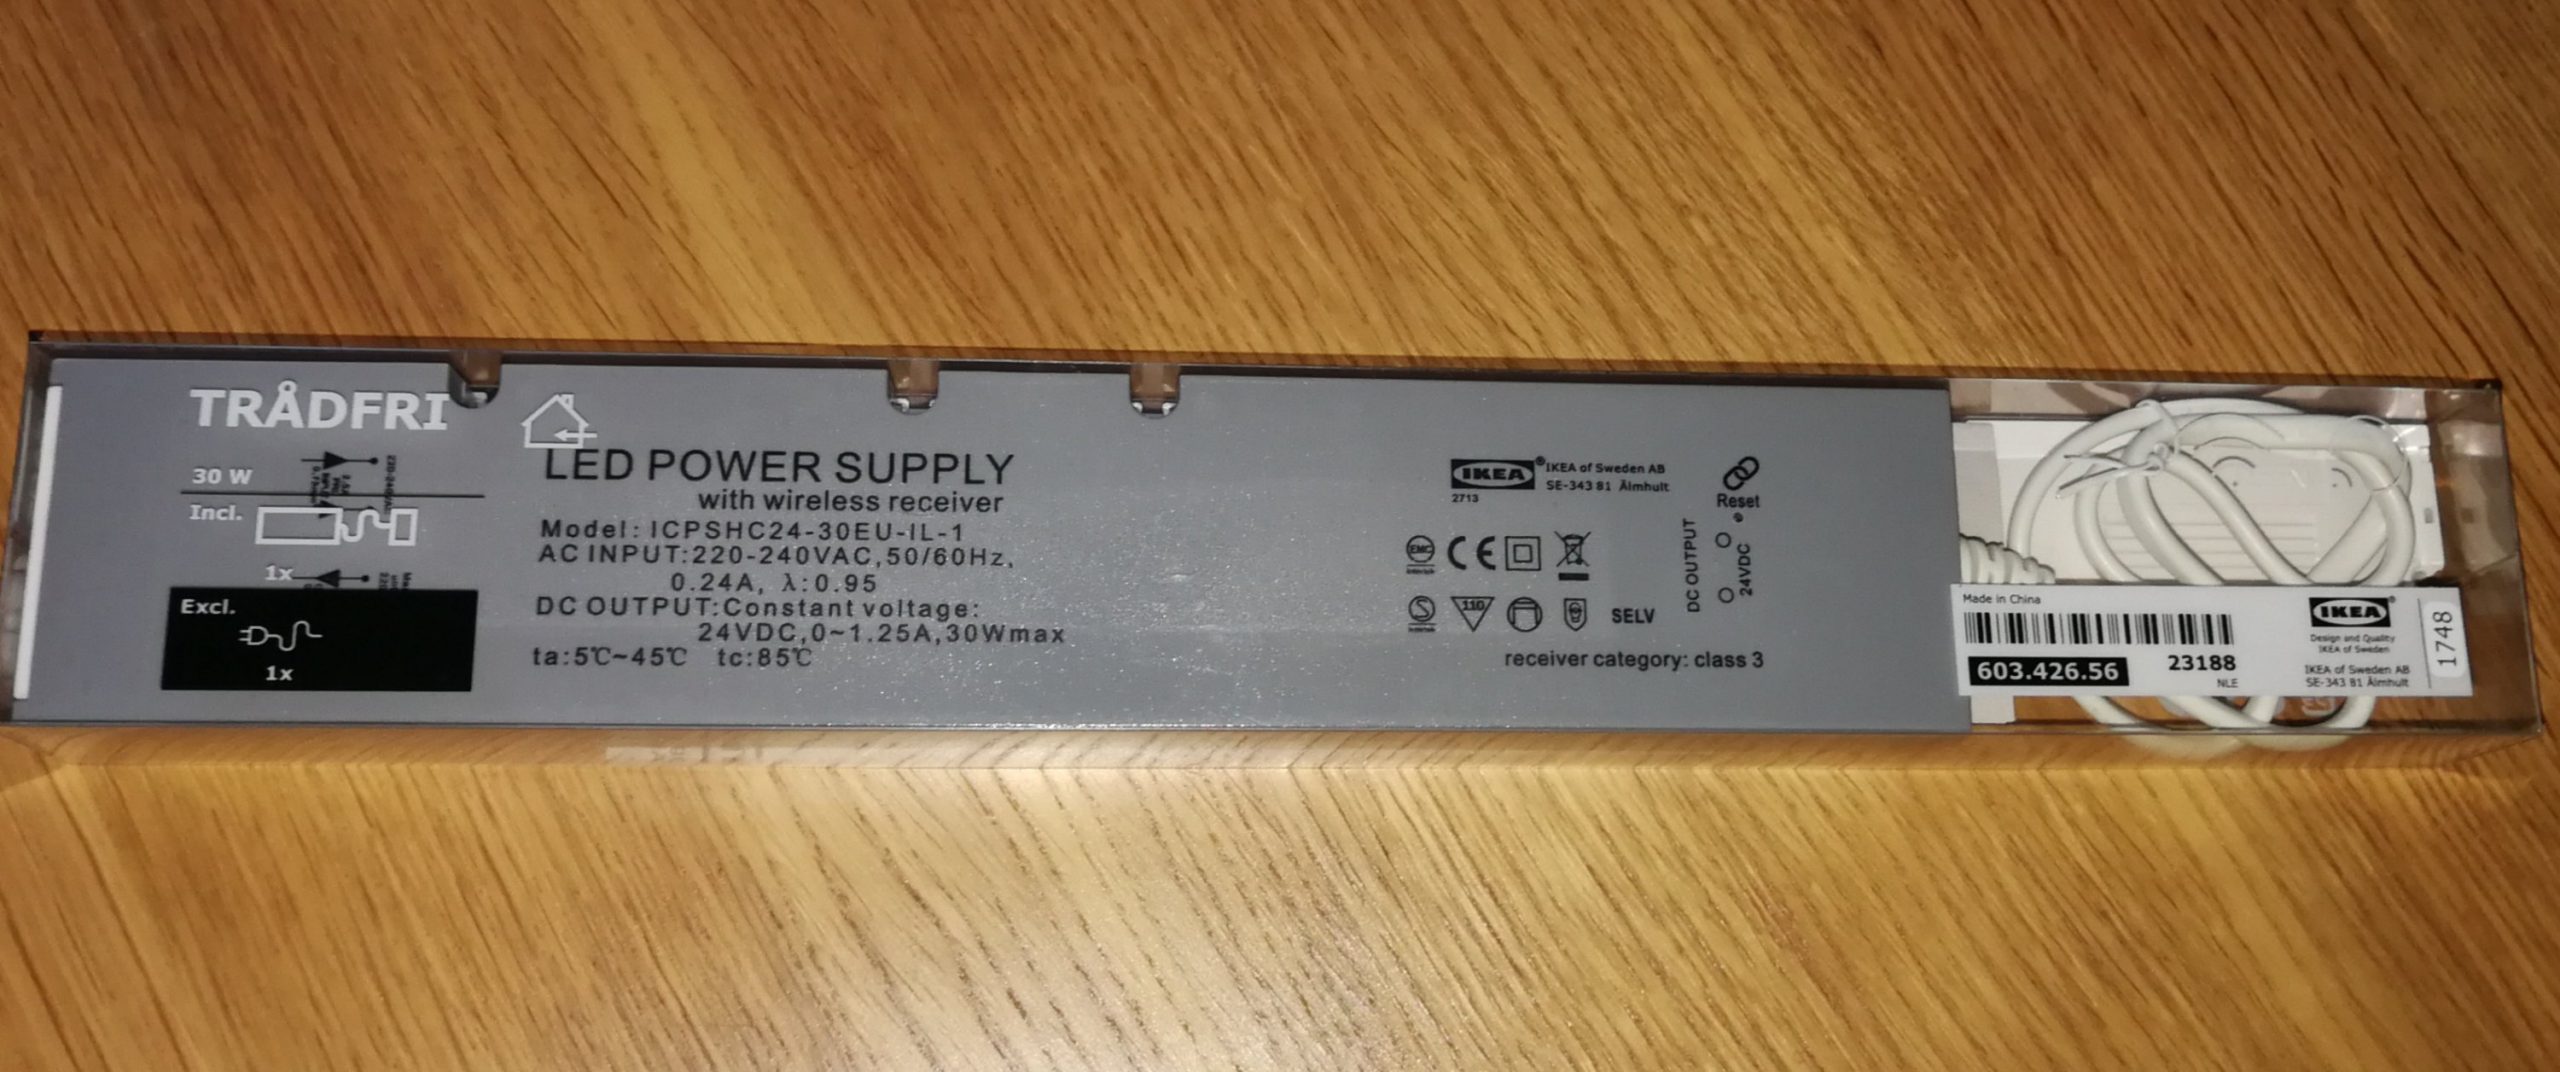 TRÅDFRI
30 W
Incl.
1x
Excl.
1x
LED POWER SUPPLY
with wireless receiver
Model: ICPSHC24-30EU-IL-1
AC INPUT:220-240VAC,50/60Hz,
0.24A, λ:0.95
DC OUTPUT:Constant voltage:
24VDC,0~1.25A,30Wmax
ta:5℃~45℃ tc:85℃
IKEA®
2713
IKEA of Sweden AB
SE-343 81 Älmhult
Reset
DC OUTPUT
24VDC
EMC
CE
S
110
SELV
receiver category: class 3
Made in China
603.426.56
23188
NLE
IKEA®
Design and Quality
IKEA of Sweden
IKEA of Sweden AB
SE-343 81 Älmhult
1748